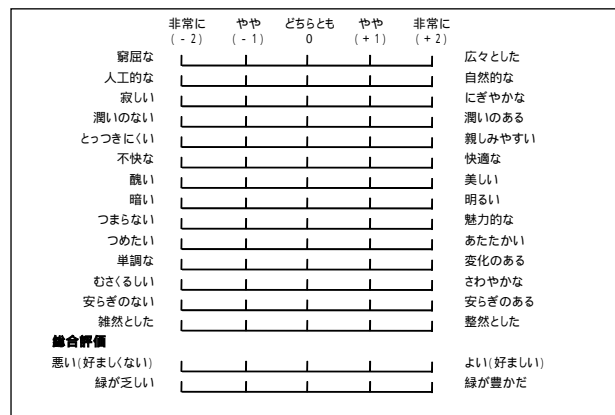 非常に やや どちらとも やや 非常に
(-2) (-1) 0 (+1) (+2)
窮屈な 広々とした
人工的な 自然的な
寂しい にぎやかな
潤いのない 潤いのある
とっつきにくい 親しみやすい
不快な 快適な
醜い 美しい
暗い 明るい
つまらない 魅力的な
つめたい あたたかい
単調な 変化のある
むさくるしい さわやかな
安らぎのない 安らぎのある
雑然とした 整然とした
総合評価
悪い(好ましくない) よい(好ましい)
緑が乏しい 緑が豊かだ